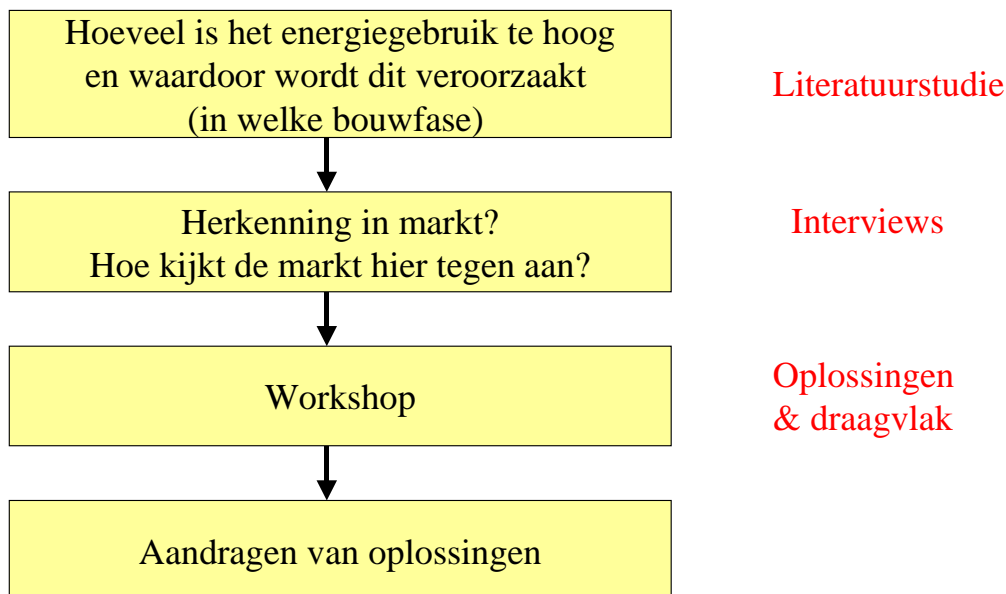 Hoeveel is het energiegebruik te hoog
en waardoor wordt dit veroorzaakt
(in welke bouwfase)
Literatuurstudie
Herkenning in markt?
Hoe kijkt de markt hier tegen aan?
Interviews
Workshop
Oplossingen
& draagvlak
Aandragen van oplossingen